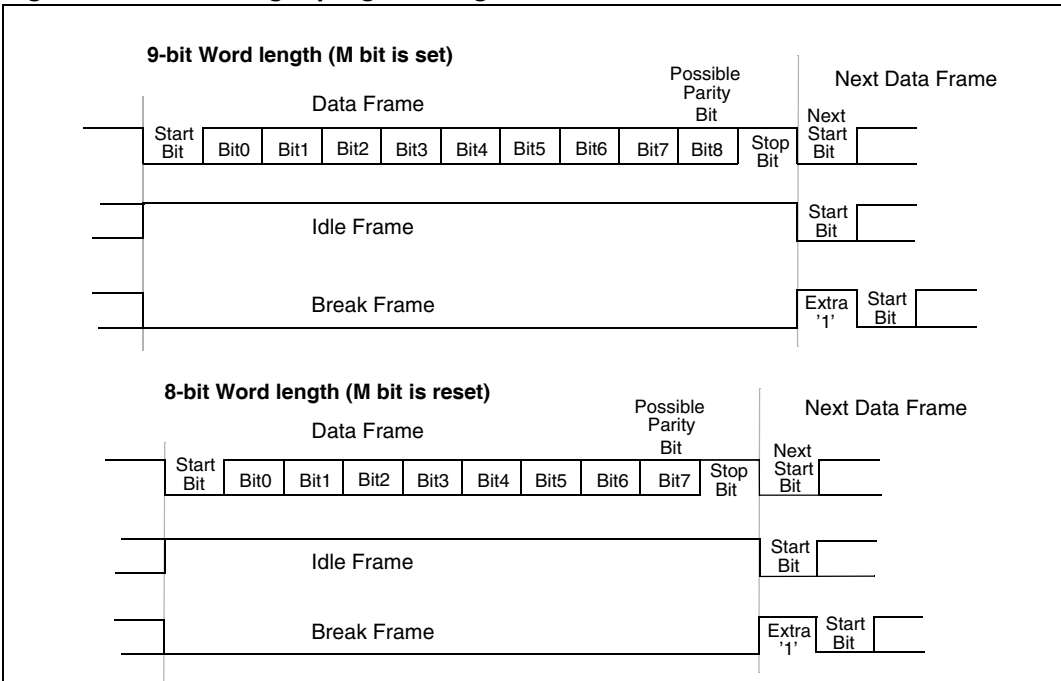 9-bit Word length (M bit is set)
Possible
Parity
Bit
Next Data Frame
Data Frame
Next
Start
Bit
Start
Bit
Bit0
Bit1
Bit2
Bit3
Bit4
Bit5
Bit6
Bit7
Bit8
Stop
Bit
Idle Frame
Start
Bit
Break Frame
Extra
'1'
Start
Bit
8-bit Word length (M bit is reset)
Possible
Parity
Bit
Next Data Frame
Data Frame
Next
Start
Bit
Start
Bit
Bit0
Bit1
Bit2
Bit3
Bit4
Bit5
Bit6
Bit7
Stop
Bit
Idle Frame
Start
Bit
Break Frame
Extra
'1'
Start
Bit